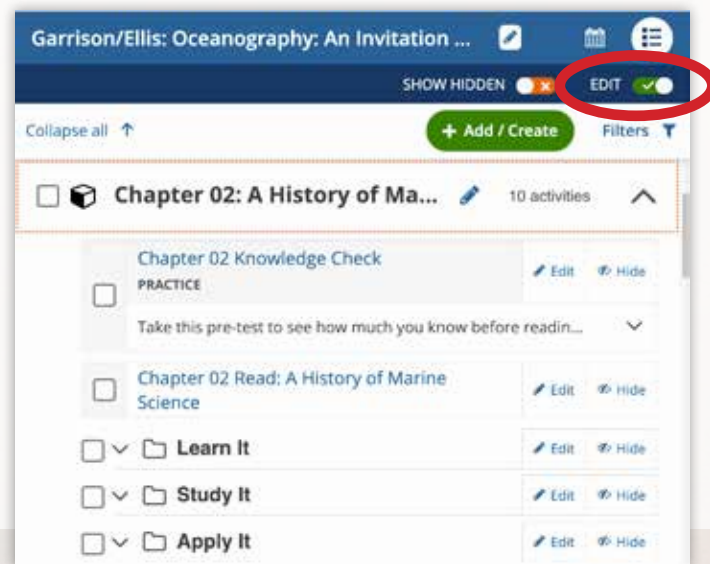 Garrison/Ellis: Oceanography: An Invitation ...
SHOW HIDDEN EDIT
Collapse all + Add / Create Filters
Chapter 02: A History of Ma... 10 activities
Chapter 02 Knowledge Check Edit Hide
PRACTICE
Take this pre-test to see how much you know before readin...
Chapter 02 Read: A History of Marine
Science Edit Hide
Learn It Edit Hide
Study It Edit Hide
Apply It Edit Hide